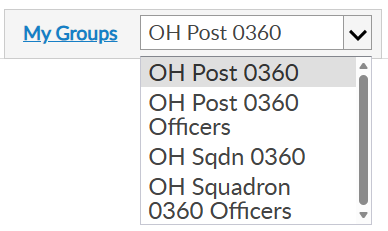 My Groups OH Post 0360
OH Post 0360
OH Post 0360
Officers
OH Sqdn 0360
OH Squadron
0360 Officers